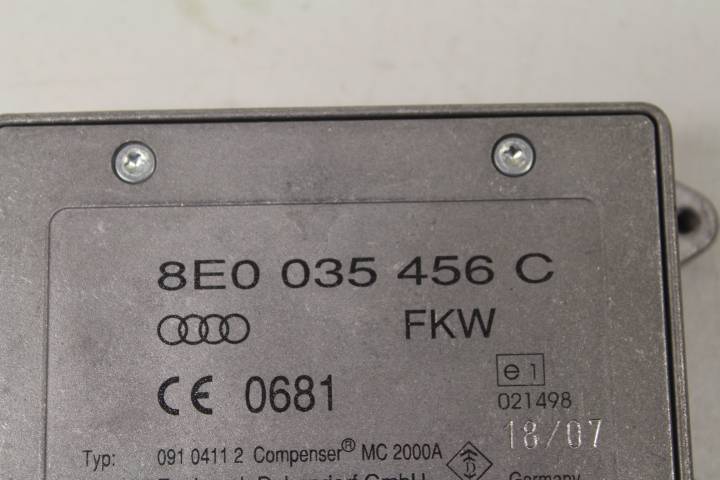 8E0 035 456 C
FKW
CE 0681
e1
021498
18/07
Typ: 091 0411 2 Compenser® MC 2000A
Germany